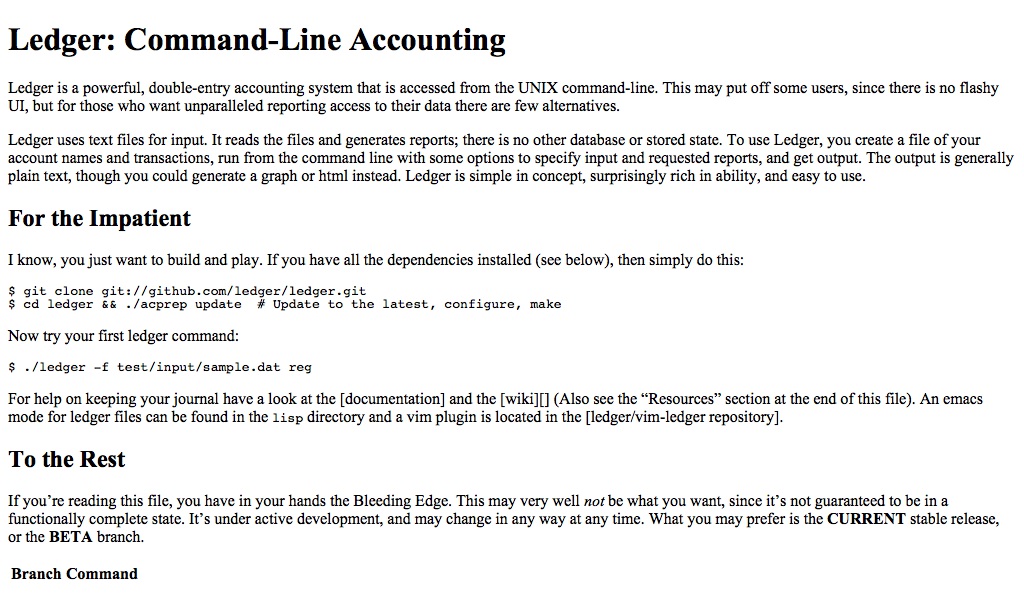 Ledger: Command-Line Accounting
Ledger is a powerful, double-entry accounting system that is accessed from the UNIX command-line. This may put off some users, since there is no flashy
UI, but for those who want unparalleled reporting access to their data there are few alternatives.
Ledger uses text files for input. It reads the files and generates reports; there is no other database or stored state. To use Ledger, you create a file of your
account names and transactions, run from the command line with some options to specify input and requested reports, and get output. The output is generally
plain text, though you could generate a graph or html instead. Ledger is simple in concept, surprisingly rich in ability, and easy to use.
For the Impatient
I know, you just want to build and play. If you have all the dependencies installed (see below), then simply do this:
$ git clone git://github.com/ledger/ledger.git
$ cd ledger && ./acprep update  # Update to the latest, configure, make
Now try your first ledger command:
$ ./ledger -f test/input/sample.dat reg
For help on keeping your journal have a look at the [documentation] and the [wiki][] (Also see the “Resources” section at the end of this file). An emacs
mode for ledger files can be found in the lisp directory and a vim plugin is located in the [ledger/vim-ledger repository].
To the Rest
If you’re reading this file, you have in your hands the Bleeding Edge. This may very well not be what you want, since it’s not guaranteed to be in a
functionally complete state. It’s under active development, and may change in any way at any time. What you may prefer is the CURRENT stable release,
or the BETA branch.
Branch Command